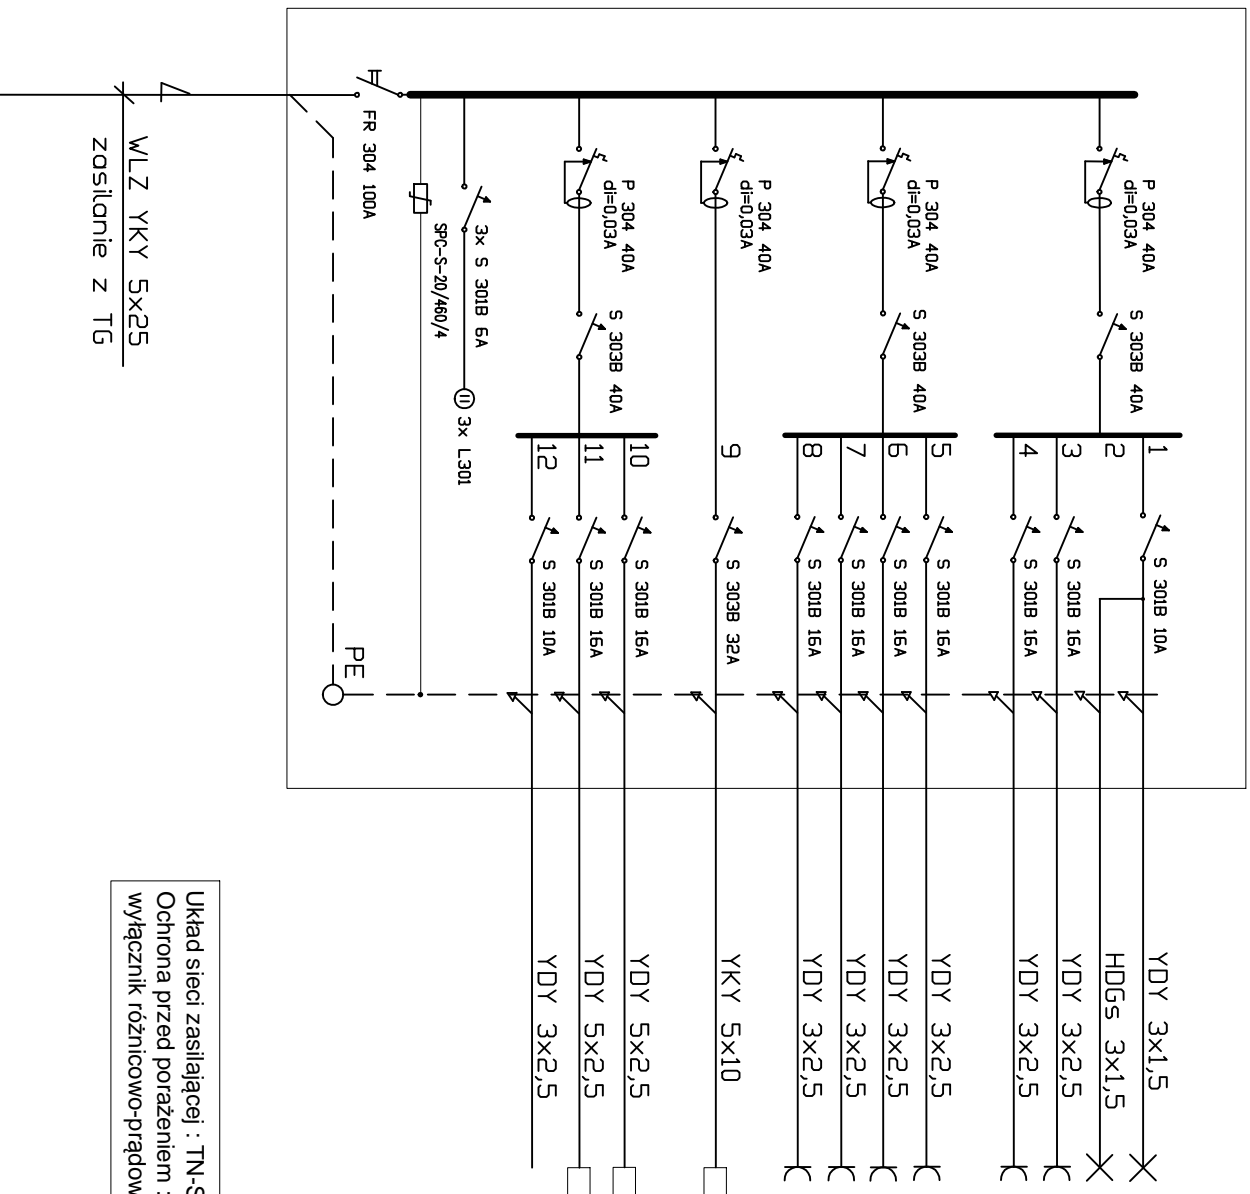 WLZ YKY 5x25
zasilanie z TG
FR 304 100A
SPC-S-20/460/4
3x S 301B 6A
3x L301
P 304 40A
di=0,03A
P 304 40A
di=0,03A
P 304 40A
di=0,03A
P 304 40A
di=0,03A
S 303B 40A
S 303B 40A
S 303B 40A
1
2
3
4
5
6
7
8
9
10
11
12
S 301B 10A
S 301B 16A
S 301B 16A
S 301B 16A
S 301B 16A
S 301B 16A
S 301B 16A
S 303B 32A
S 301B 16A
S 301B 16A
S 301B 10A
PE
YDY 3x1,5
HDGs 3x1,5
YDY 3x2,5
YDY 3x2,5
YDY 3x2,5
YDY 3x2,5
YDY 3x2,5
YDY 3x2,5
YKY 5x10
YDY 5x2,5
YDY 5x2,5
YDY 3x2,5
Układ sieci zasilającej : TN-S
Ochrona przed porażeniem :
wyłącznik różnicowo-prądow